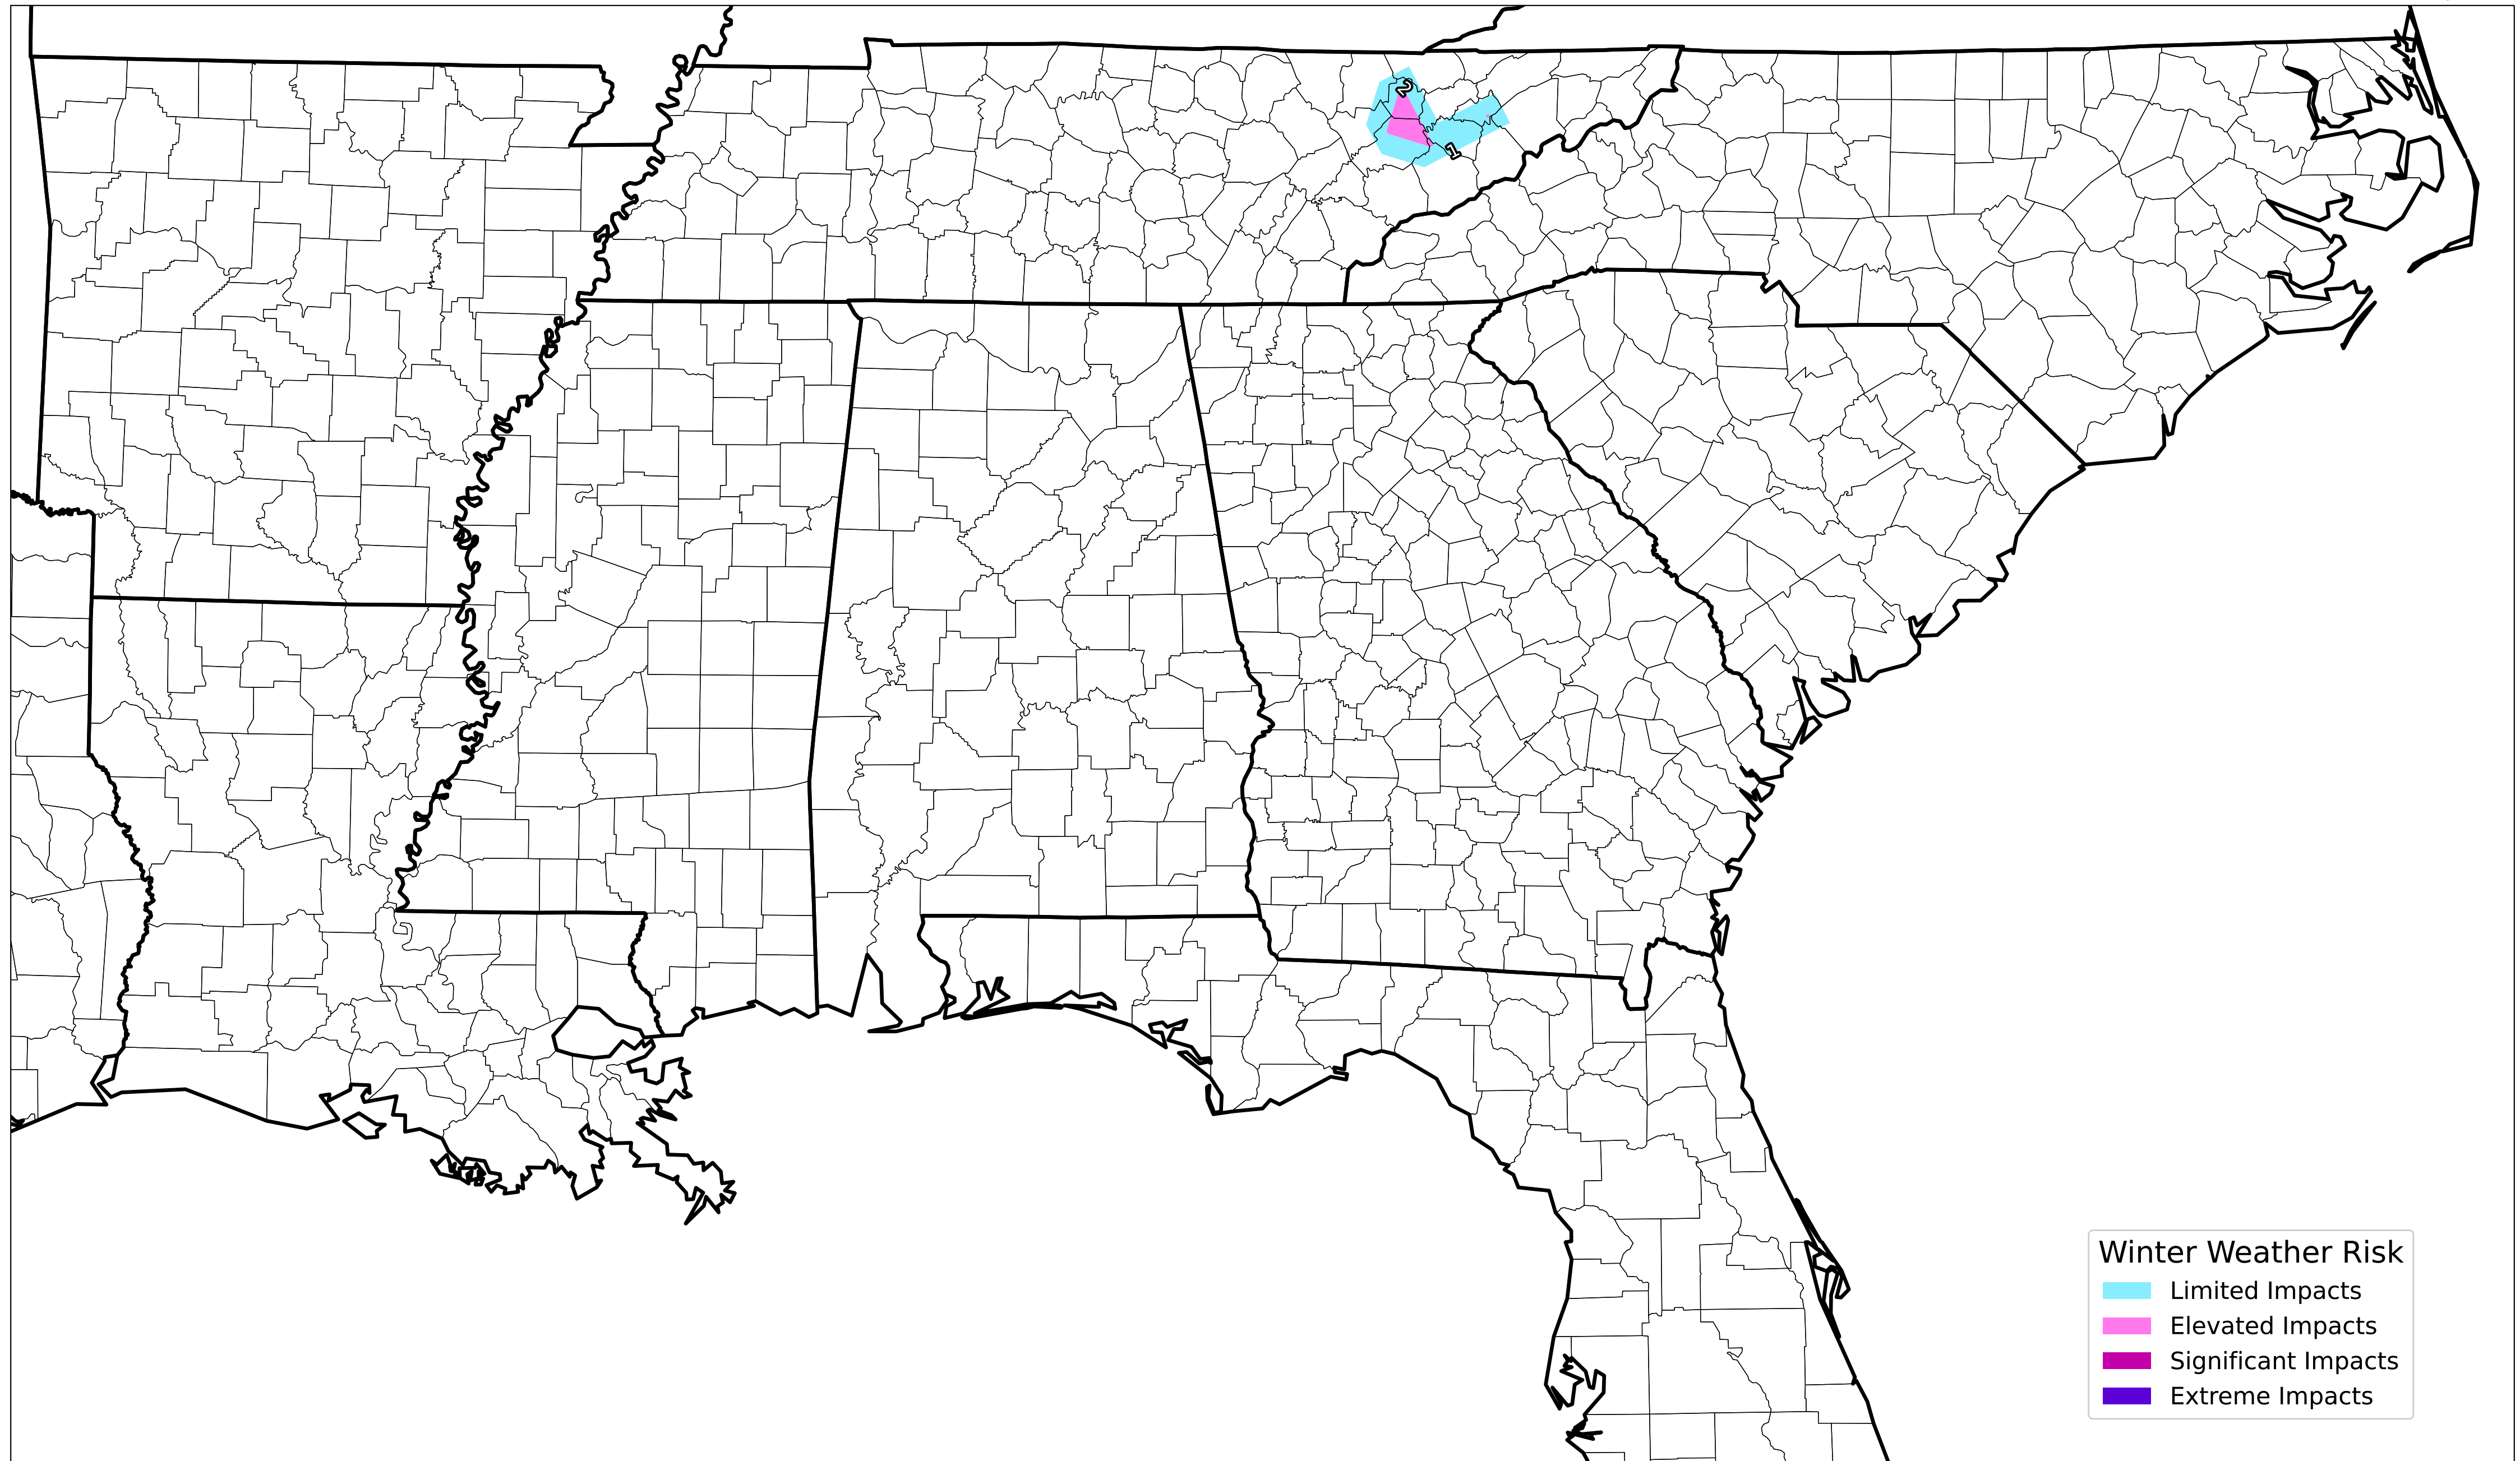 2
1
Winter Weather Risk
Limited Impacts
Elevated Impacts
Significant Impacts
Extreme Impacts